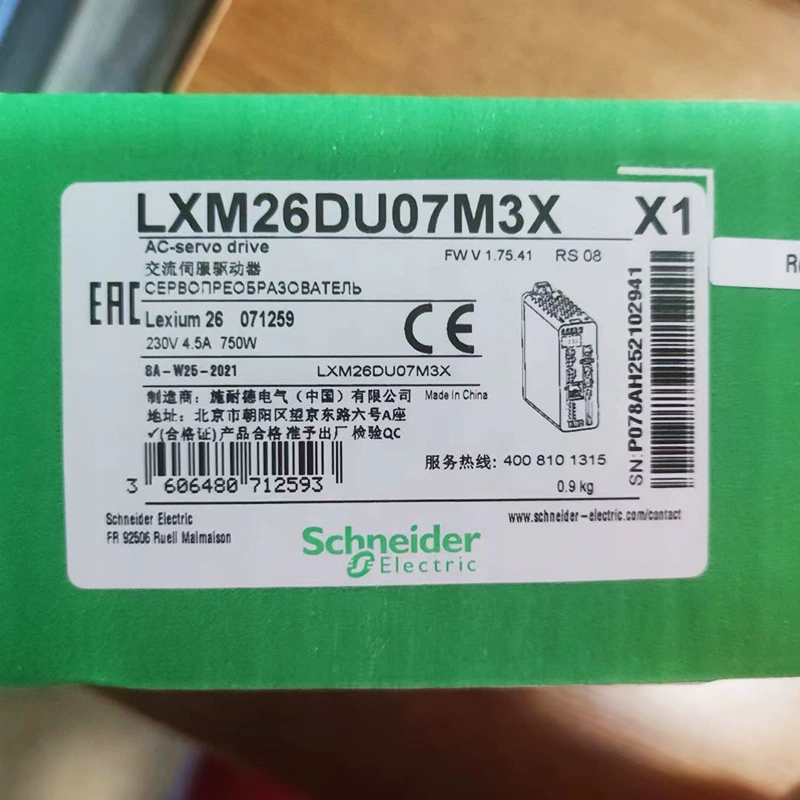 LXM26DU07M3X X1
AC-servo drive
FW V 1.75.41 RS 08
交流伺服驱动器
СЕРВОПРЕОБРАЗОВАТЕЛЬ
EAC
Lexium 26 071259
CE
230V 4.5A 750W
8A-W25-2021 LXM26DU07M3X
制造商：施耐德电气（中国）有限公司 Made in China
地址：北京市朝阳区望京东路六号A座
✓(合格证)产品合格 准予出厂 检验QC
服务热线: 400 810 1315
3 606480 712593
0.9 kg
SN:P078AH252102941
Schneider Electric
FR 92506 Rueil Malmaison
www.schneider-electric.com/contact
Schneider
Electric